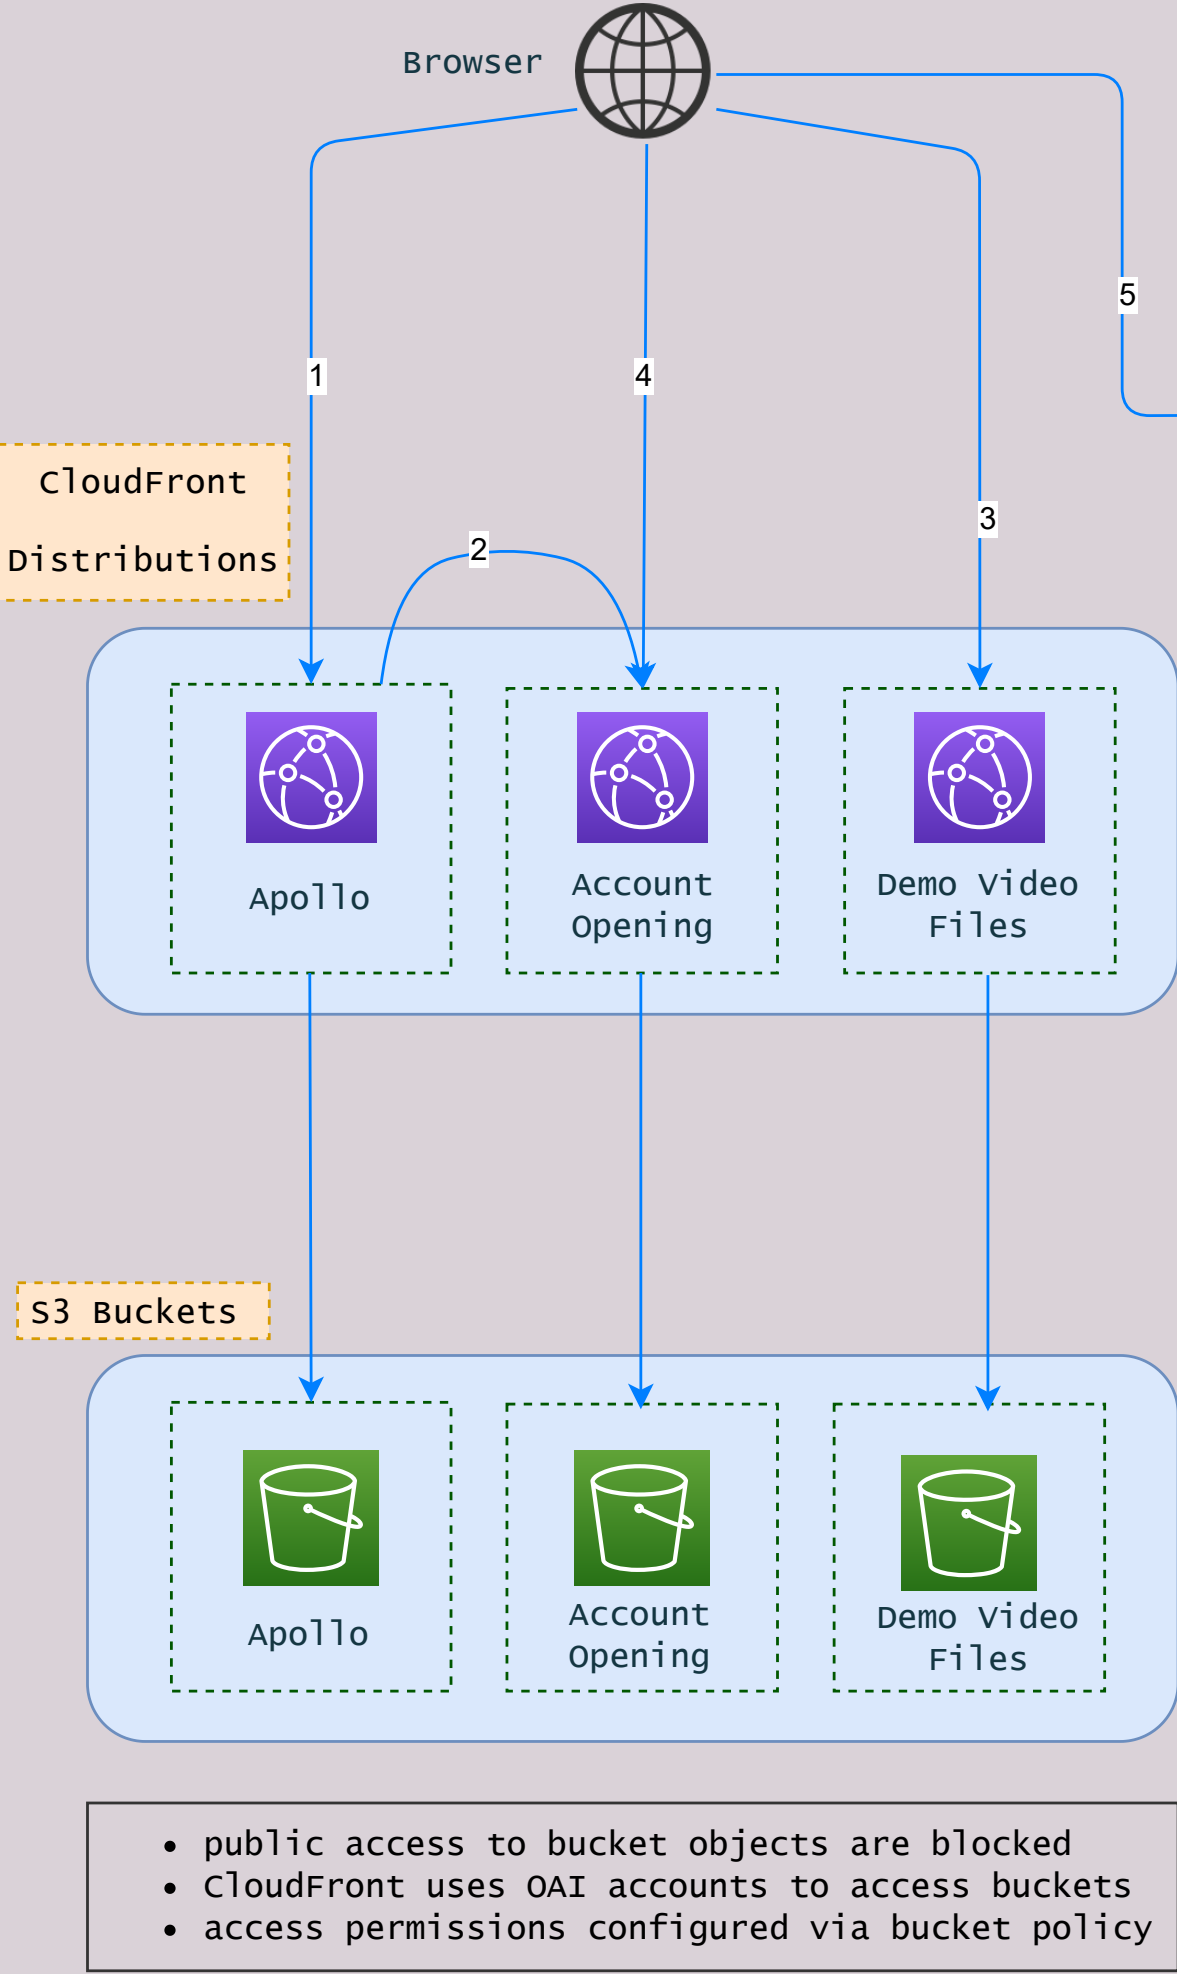 Browser
5
1
4
CloudFront
Distributions
3
2
Apollo
Account
Opening
Demo Video
Files
S3 Buckets
Apollo
Account
Opening
Demo Video
Files
• public access to bucket objects are blocked
• CloudFront uses OAI accounts to access buckets
• access permissions configured via bucket policy